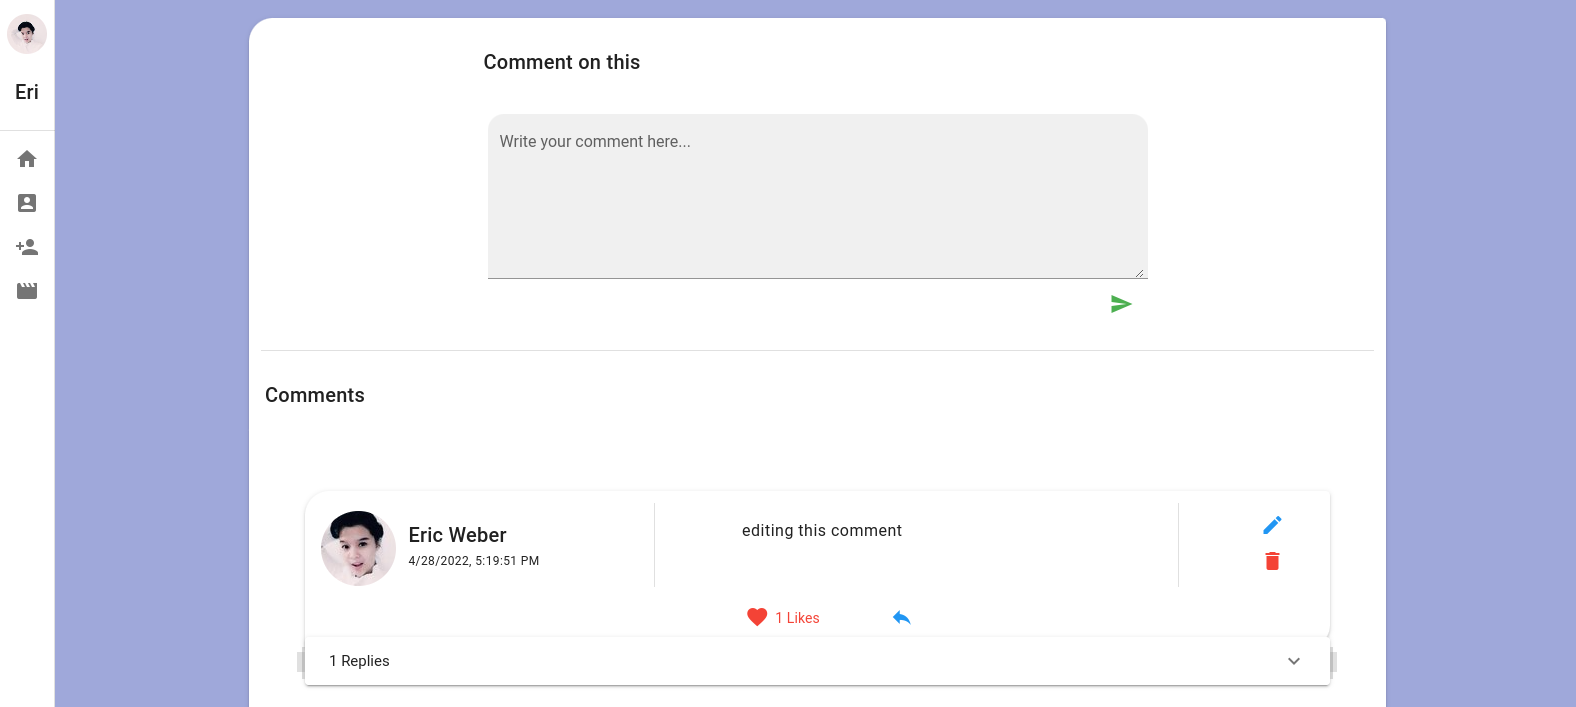 Eri
Comment on this
Write your comment here...
Comments
Eric Weber
4/28/2022, 5:19:51 PM
editing this comment
1 Likes
1 Replies